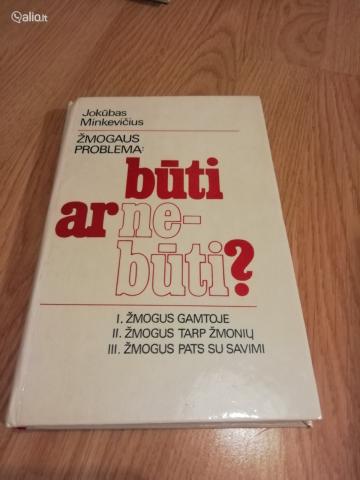 alio.lt
Jokūbas
Minkevičius
ŽMOGAUS
PROBLEMA:
būti
ar ne-
būti?
I. ŽMOGUS GAMTOJE
II. ŽMOGUS TARP ŽMONIŲ
III. ŽMOGUS PATS SU SAVIMI